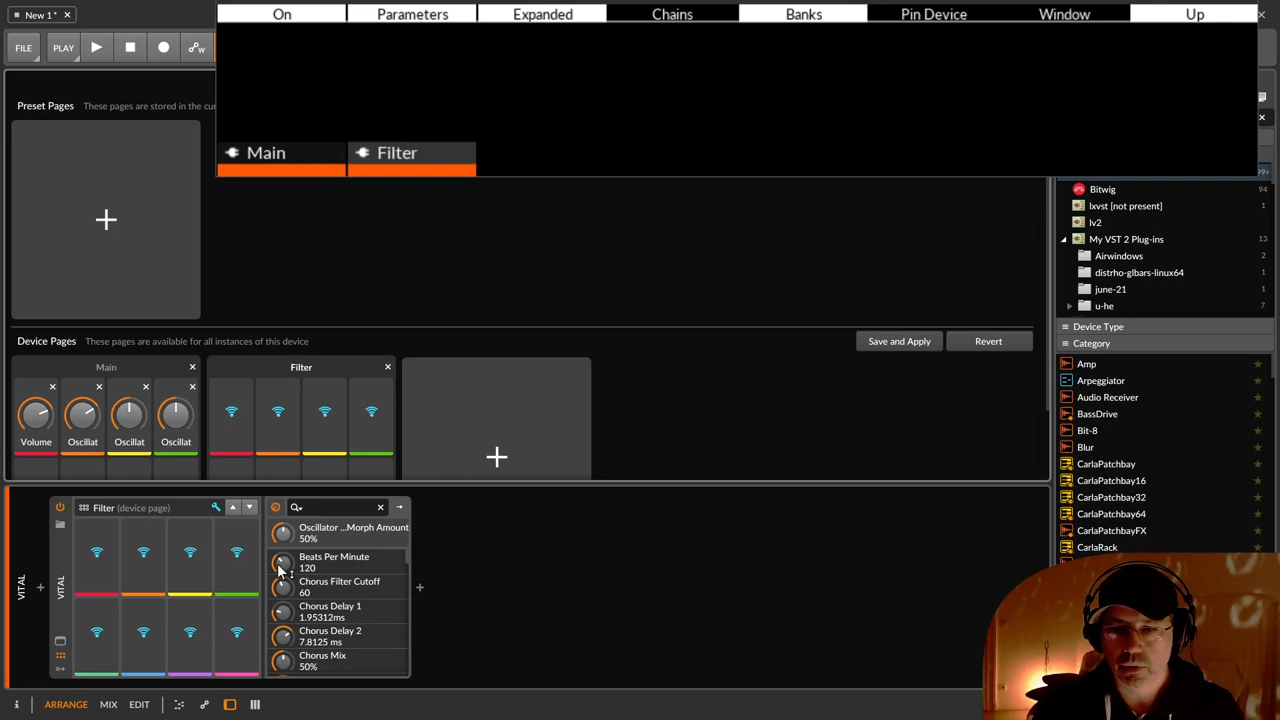 New 1*
On
Parameters
Expanded
Chains
Banks
Pin Device
Window
Up
FILE
PLAY
Main
Filter
Preset Pages
These pages are stored in the cur
Device Pages
These pages are available for all instances of this device
Save and Apply
Revert
Main
Filter
Volume
Oscillat
Oscillat
Oscillat
VITAL
VITAL
Filter (device page)
Oscillator ...Morph Amount
50%
Beats Per Minute
120
Chorus Filter Cutoff
60
Chorus Delay 1
1.95312ms
Chorus Delay 2
7.8125 ms
Chorus Mix
50%
99+
Bitwig
94
lxvst [not present]
1
lv2
My VST 2 Plug-ins
13
Airwindows
2
distrho-glbars-linux64
1
june-21
1
u-he
7
Device Type
Category
Amp
Arpeggiator
Audio Receiver
BassDrive
Bit-8
Blur
CarlaPatchbay
CarlaPatchbay16
CarlaPatchbay32
CarlaPatchbay64
CarlaPatchbayFX
CarlaRack
i
ARRANGE
MIX
EDIT